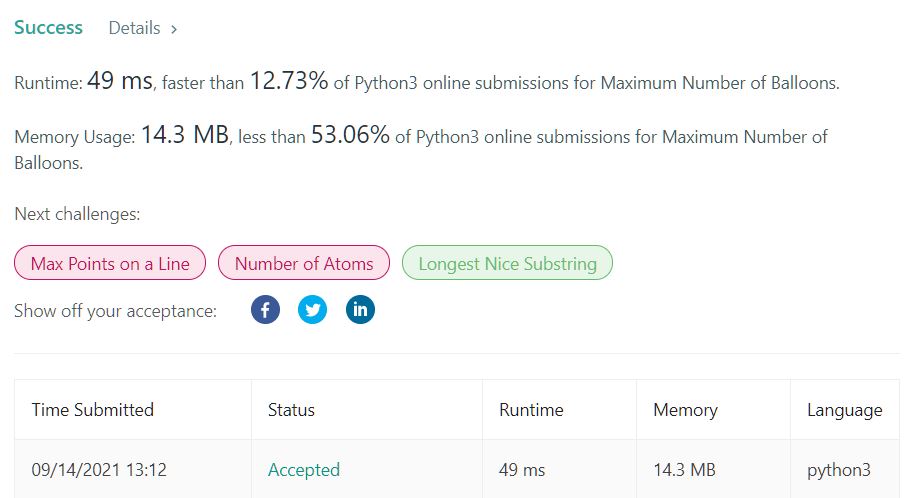 Success Details >
Runtime: 49 ms, faster than 12.73% of Python3 online submissions for Maximum Number of Balloons.
Memory Usage: 14.3 MB, less than 53.06% of Python3 online submissions for Maximum Number of
Balloons.
Next challenges:
Max Points on a Line Number of Atoms Longest Nice Substring
Show off your acceptance: f in
Time Submitted Status Runtime Memory Language
09/14/2021 13:12 Accepted 49 ms 14.3 MB python3